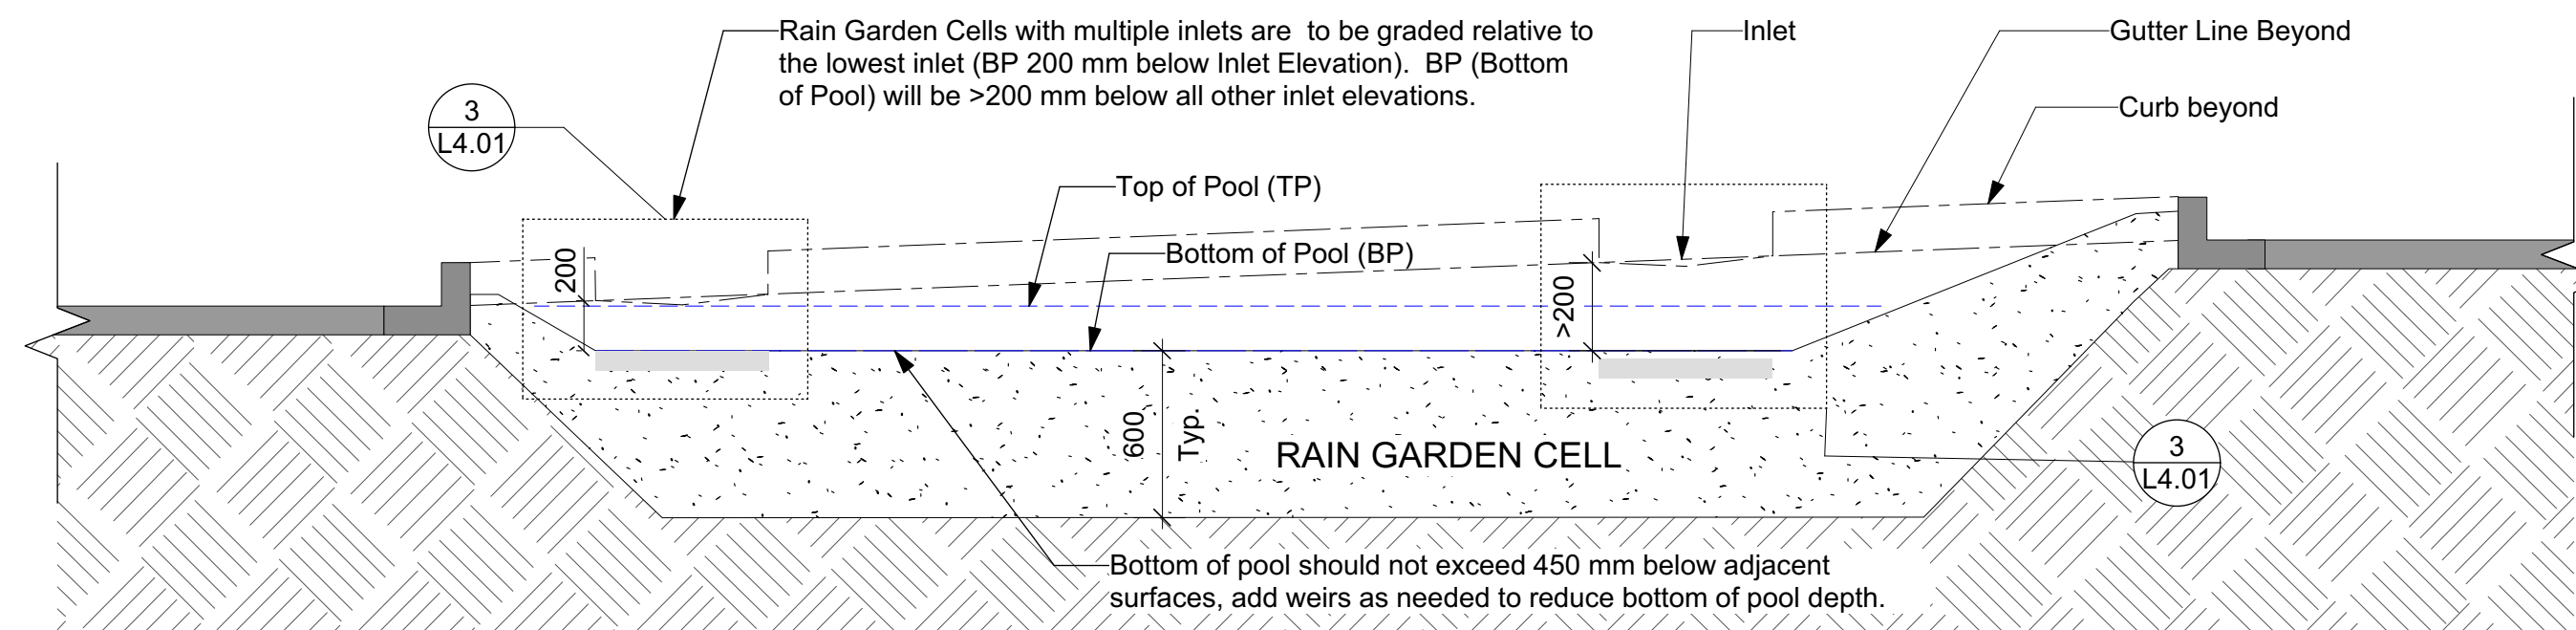 Rain Garden Cells with multiple inlets are to be graded relative to
the lowest inlet (BP 200 mm below Inlet Elevation). BP (Bottom
of Pool) will be >200 mm below all other inlet elevations.
Inlet
Gutter Line Beyond
Curb beyond
3
L4.01
Top of Pool (TP)
Bottom of Pool (BP)
200
>200
600
Typ.
RAIN GARDEN CELL
3
L4.01
Bottom of pool should not exceed 450 mm below adjacent
surfaces, add weirs as needed to reduce bottom of pool depth.